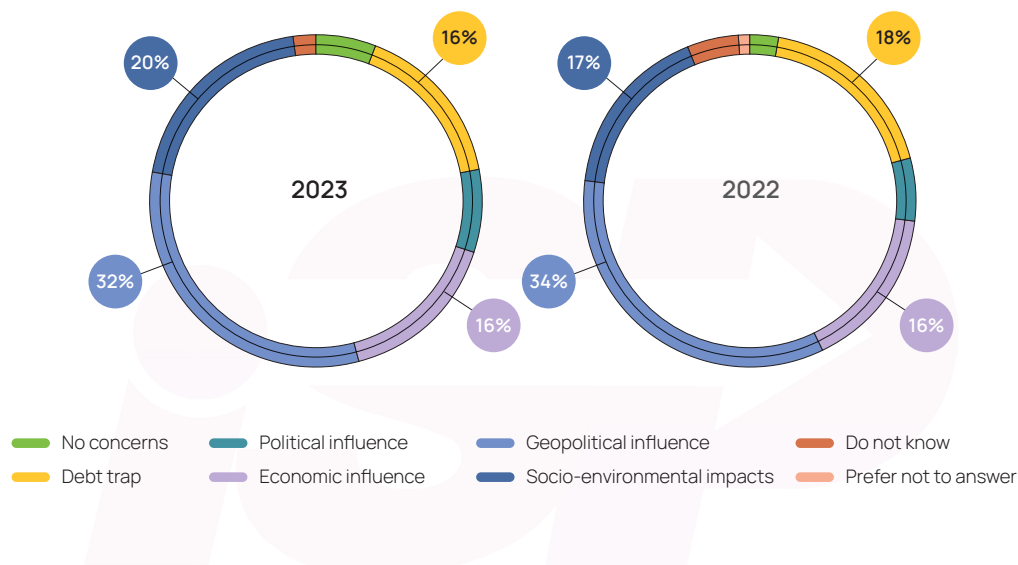 16%
18%
20%
17%
2023
2022
32%
34%
16%
16%
No concerns
Political influence
Geopolitical influence
Do not know
Debt trap
Economic influence
Socio-environmental impacts
Prefer not to answer